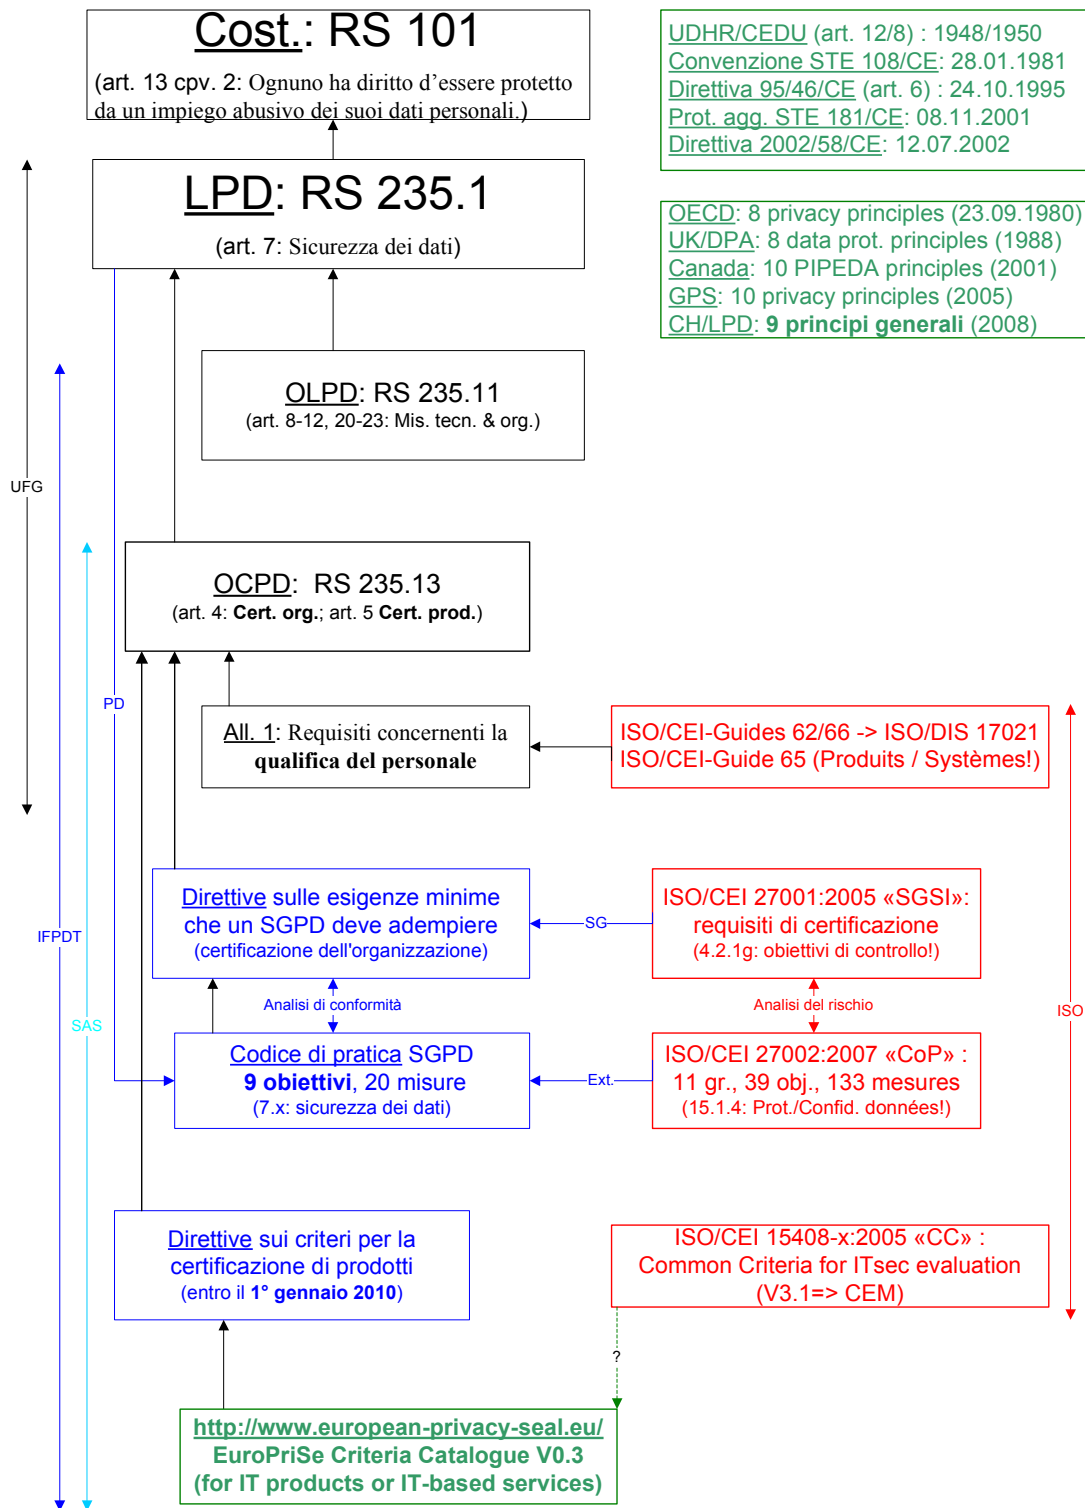 Cost.: RS 101
(art. 13 cpv. 2: Ognuno ha diritto d'essere protetto
da un impiego abusivo dei suoi dati personali.)
UDHR/CEDU (art. 12/8) : 1948/1950
Convenzione STE 108/CE: 28.01.1981
Direttiva 95/46/CE (art. 6) : 24.10.1995
Prot. agg. STE 181/CE: 08.11.2001
Direttiva 2002/58/CE: 12.07.2002
LPD: RS 235.1
(art. 7: Sicurezza dei dati)
OECD: 8 privacy principles (23.09.1980)
UK/DPA: 8 data prot. principles (1988)
Canada: 10 PIPEDA principles (2001)
GPS: 10 privacy principles (2005)
CH/LPD: 9 principi generali (2008)
OLPD: RS 235.11
(art. 8-12, 20-23: Mis. tecn. & org.)
UFG
OCPD: RS 235.13
(art. 4: Cert. org.; art. 5 Cert. prod.)
PD
All. 1: Requisiti concernenti la
qualifica del personale
ISO/CEI-Guides 62/66 -> ISO/DIS 17021
ISO/CEI-Guide 65 (Produits / Systèmes!)
Direttive sulle esigenze minime
che un SGPD deve adempiere
(certificazione dell'organizzazione)
SG
ISO/CEI 27001:2005 «SGSI»:
requisiti di certificazione
(4.2.1g: obiettivi di controllo!)
IFPDT
Analisi di conformità
Analisi del rischio
ISO
SAS
Codice di pratica SGPD
9 obiettivi, 20 misure
(7.x: sicurezza dei dati)
Ext.
ISO/CEI 27002:2007 «CoP» :
11 gr., 39 obj., 133 mesures
(15.1.4: Prot./Confid. données!)
Direttive sui criteri per la
certificazione di prodotti
(entro il 1° gennaio 2010)
ISO/CEI 15408-x:2005 «CC» :
Common Criteria for ITsec evaluation
(V3.1=> CEM)
?
http://www.european-privacy-seal.eu/
EuroPriSe Criteria Catalogue V0.3
(for IT products or IT-based services)